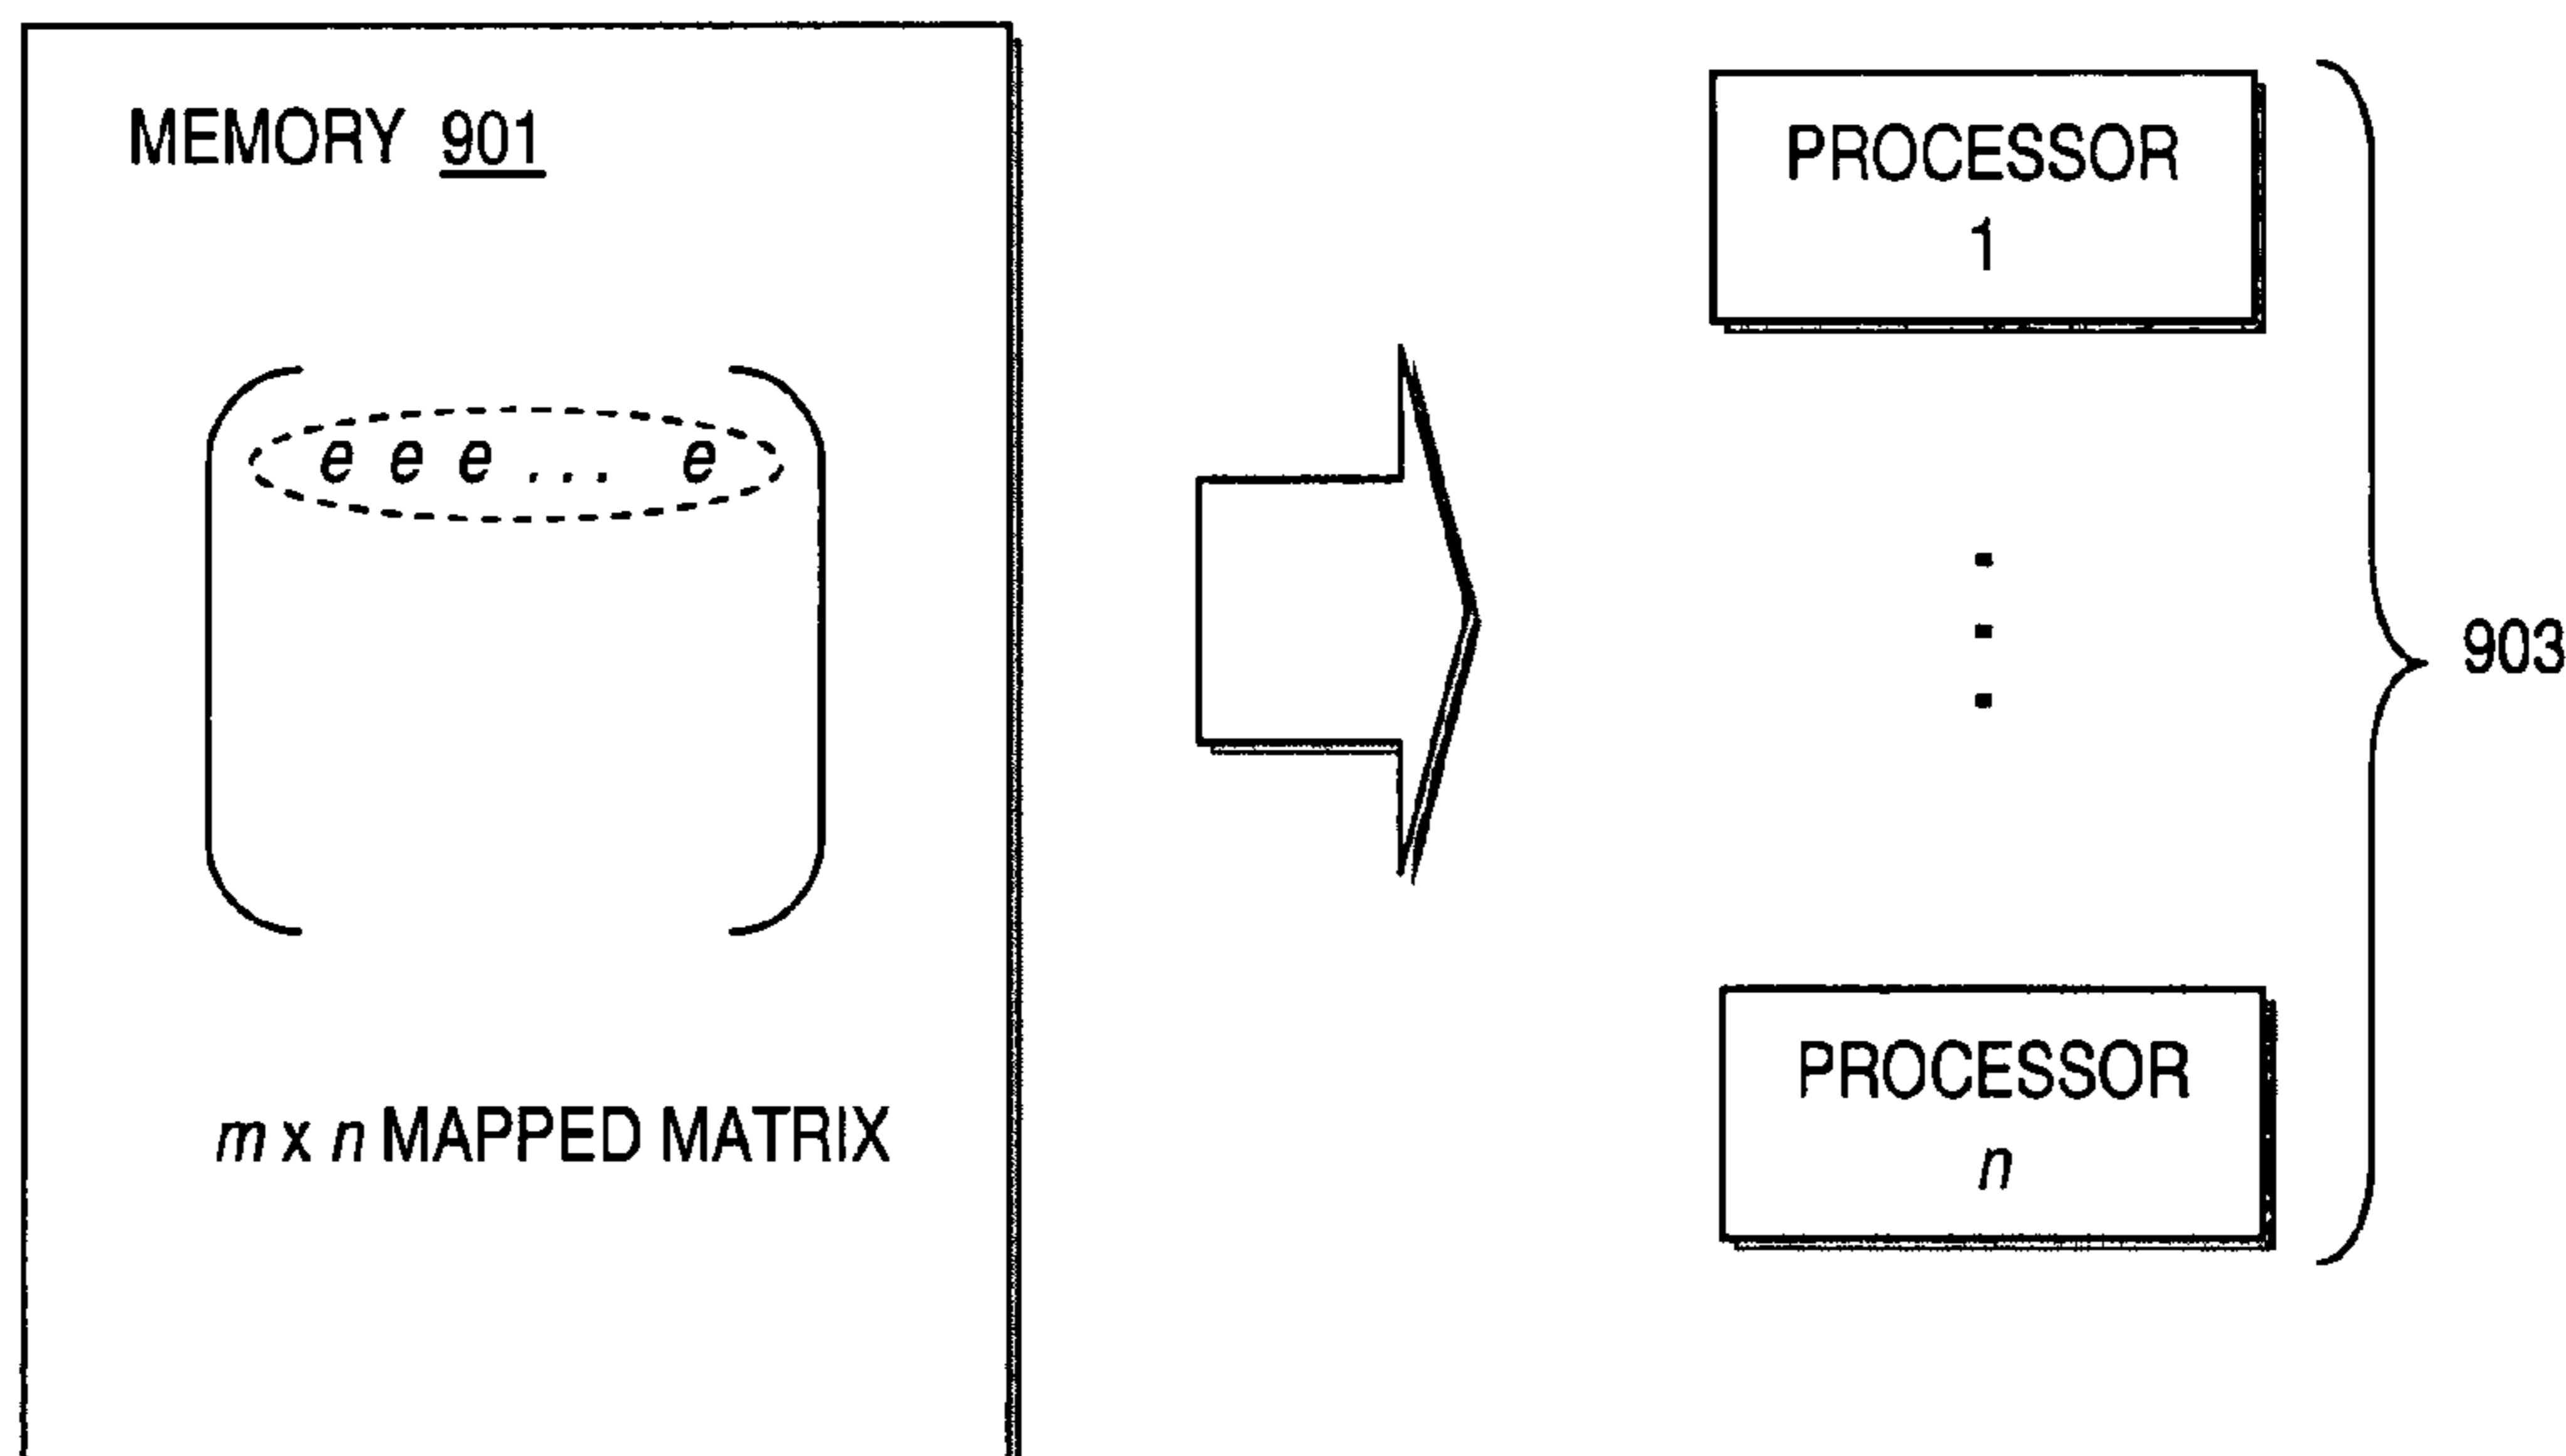 MEMORY 901
e e e ... e
m x n MAPPED MATRIX
PROCESSOR
1
PROCESSOR
n
903